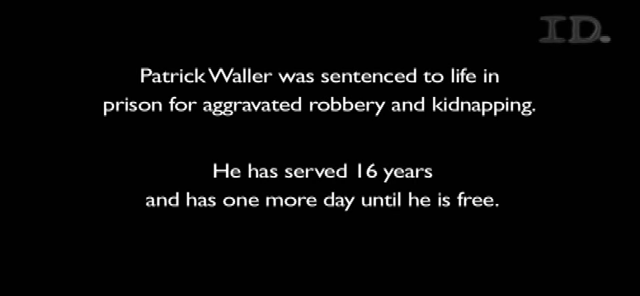 ID.
Patrick Waller was sentenced to life in
prison for aggravated robbery and kidnapping.
He has served 16 years
and has one more day until he is free.